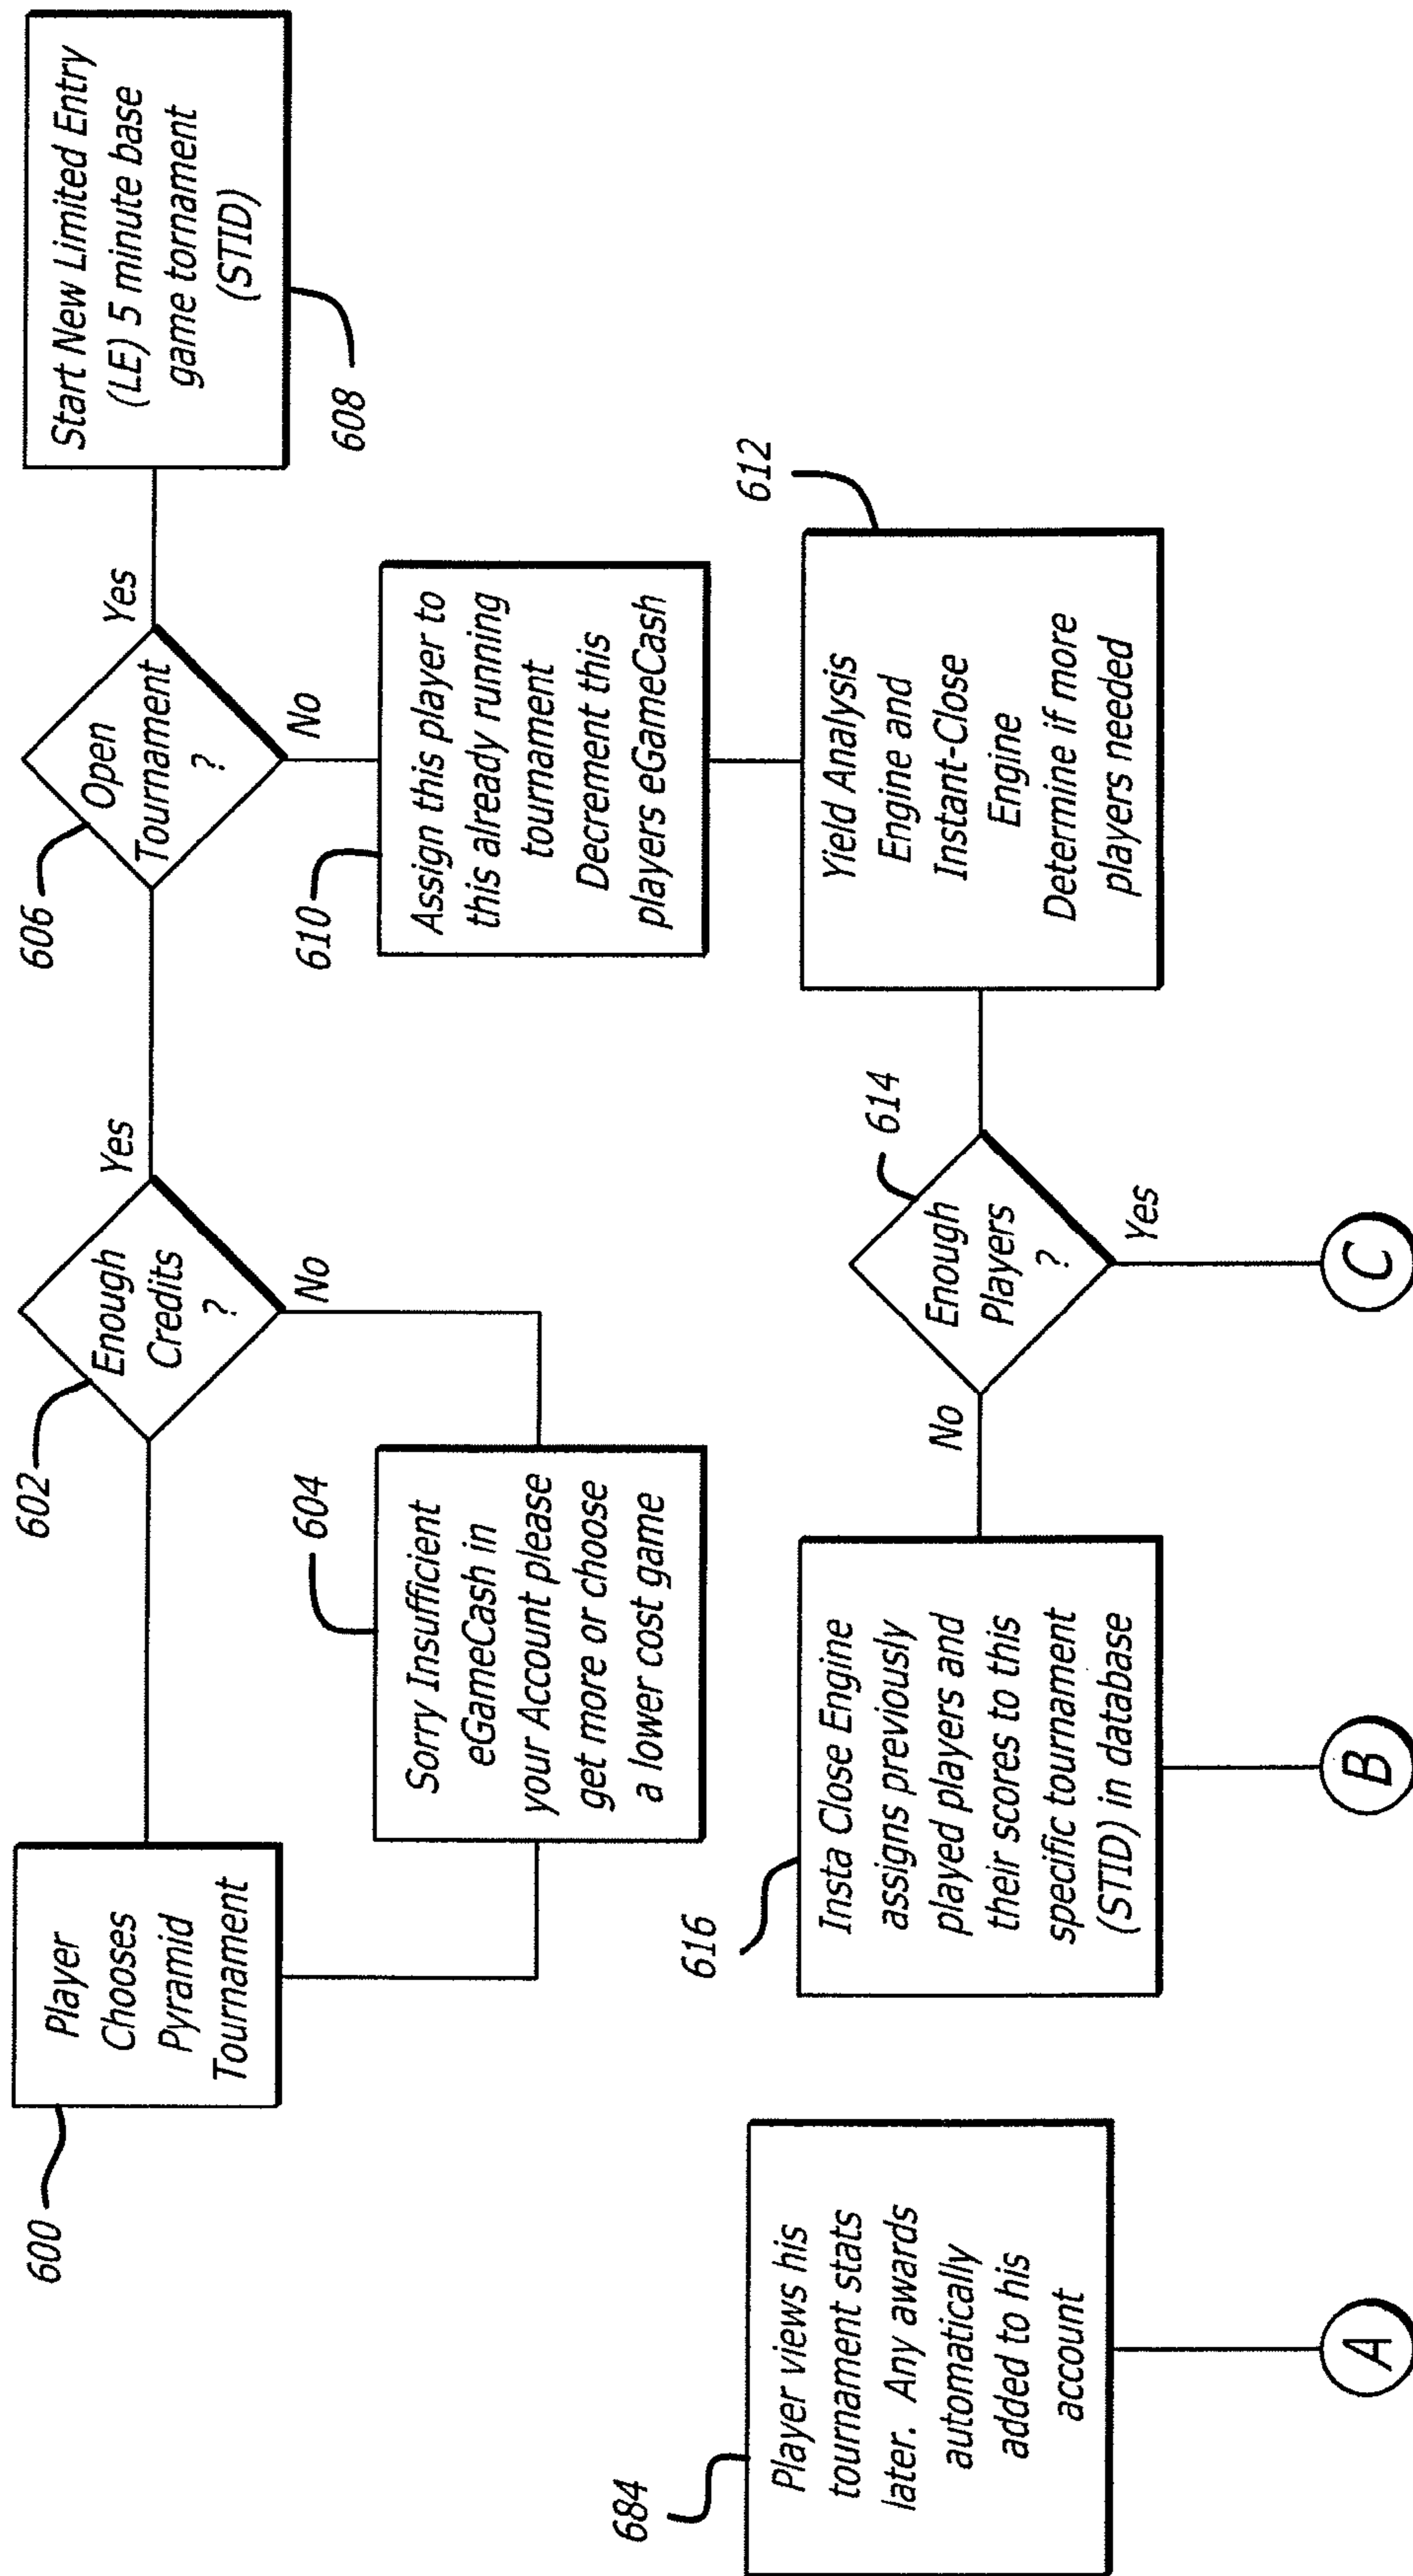 600
Player
Chooses
Pyramid
Tournament
602
Enough
Credits
?
Yes
No
604
Sorry Insufficient
eGameCash in
your Account please
get more or choose
a lower cost game
606
Open
Tournament
?
Yes
No
Start New Limited Entry
(LE) 5 minute base
game tornament
(STID)
608
610
Assign this player to
this already running
tournament
Decrement this
players eGameCash
612
Yield Analysis
Engine and
Instant-Close
Engine
Determine if more
players needed
614
Enough
Players
?
No
Yes
616
Insta Close Engine
assigns previously
played players and
their scores to this
specific tournament
(STID) in database
684
Player views his
tournament stats
later. Any awards
automatically
added to his
account
A
B
C